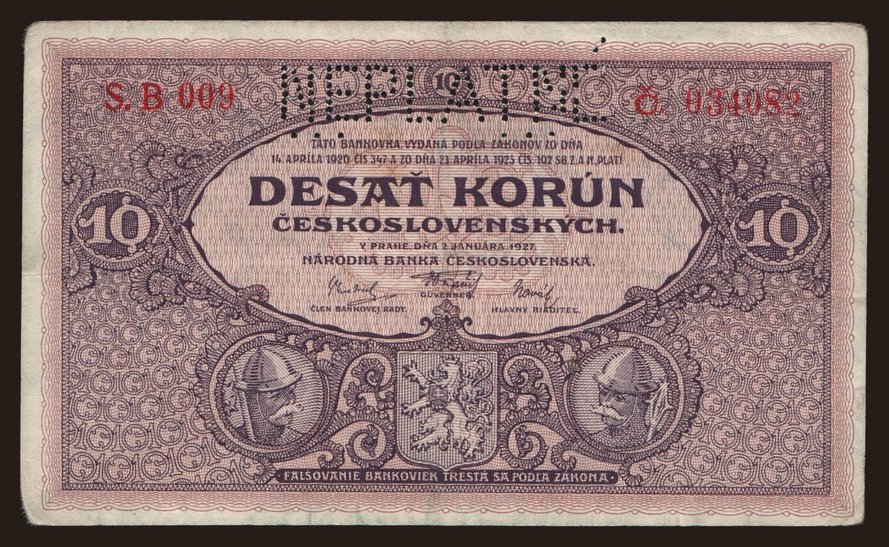 S. B 009 NEPLATNÉ Č. 034082
10
TÁTO BANKOVKA, VYDANÁ PODĽA ZÁKONOV ZO DŇA
14. APRÍLA 1920, ČÍS 347 A ZO DŇA 23. APRÍLA 1925 ČÍS. 102 SB. Z. A N. PLATÍ
DESAŤ KORÚN
ČESKOSLOVENSKÝCH.
10 10
V PRAHE, DŇA 2. JANUÁRA 1927.
NÁRODNÁ BANKA ČESKOSLOVENSKÁ.
GUVERNÉR.
ČLEN BANKOVEJ RADY. HLAVNÝ RIADITEĽ.
FALŠOVANIE BANKOVIEK TRESTÁ SA PODĽA ZÁKONA